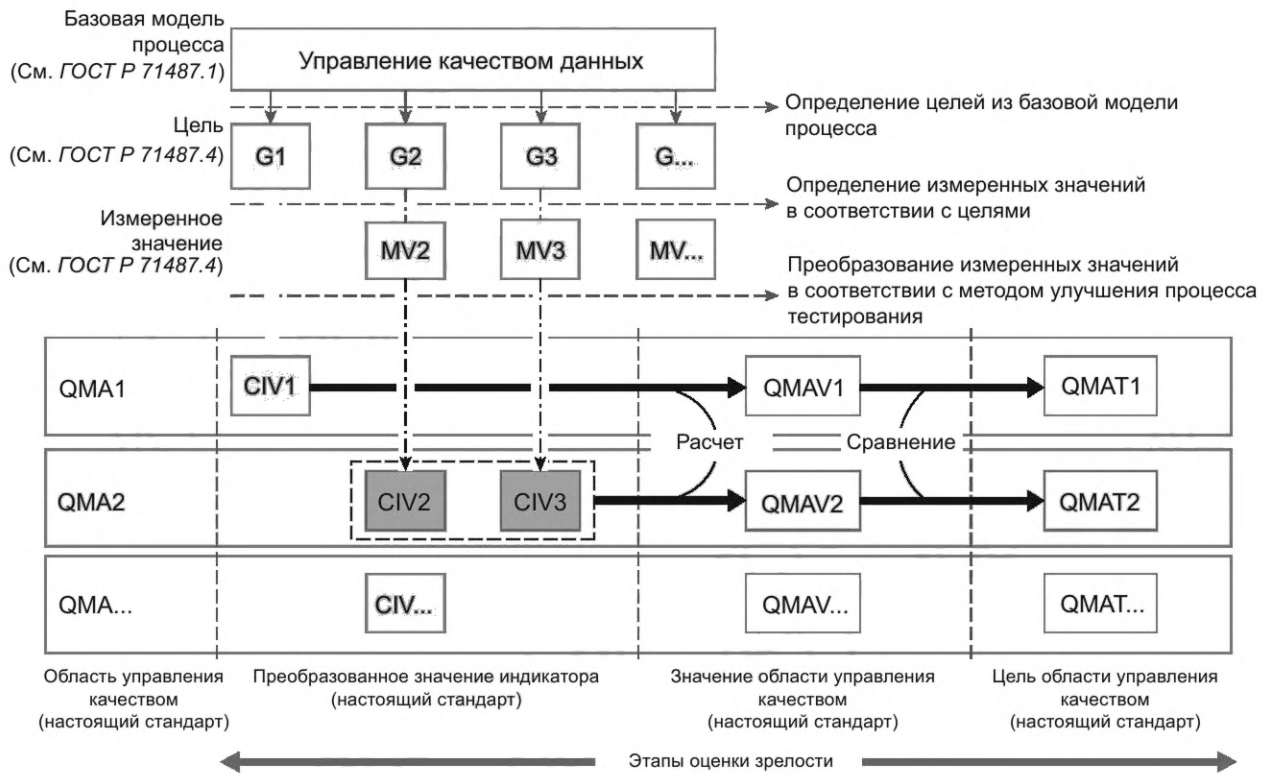 Базовая модель
процесса
(См. ГОСТ Р 71487.1)
Управление качеством данных
Определение целей из базовой модели
процесса
Цель
(См. ГОСТ Р 71487.4)
G1
G2
G3
G...
Определение измеренных значений
в соответствии с целями
Измеренное
значение
(См. ГОСТ Р 71487.4)
MV2
MV3
MV...
Преобразование измеренных значений
в соответствии с методом улучшения процесса
тестирования
QMA1
CIV1
QMAV1
QMAT1
Расчет
Сравнение
QMA2
CIV2
CIV3
QMAV2
QMAT2
QMA...
CIV...
QMAV...
QMAT...
Область управления
качеством
(настоящий стандарт)
Преобразованное значение индикатора
(настоящий стандарт)
Значение области управления
качеством
(настоящий стандарт)
Цель области управления
качеством
(настоящий стандарт)
Этапы оценки зрелости